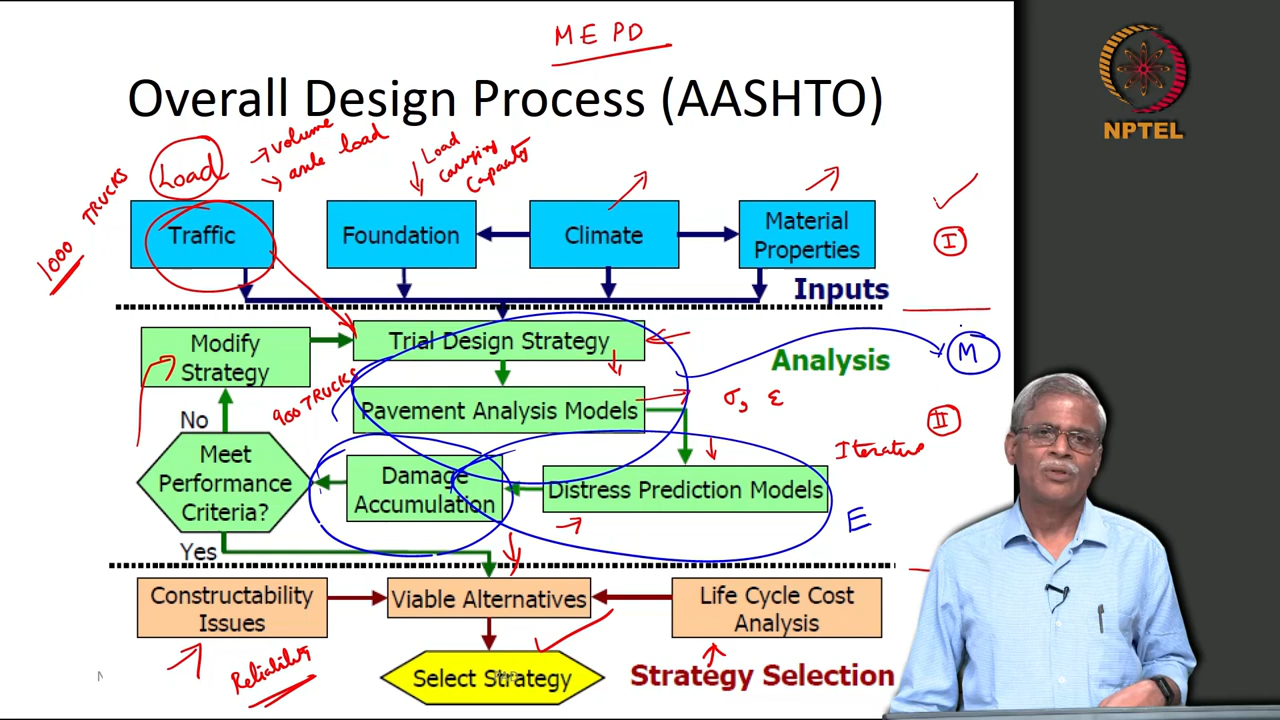 M E P D
Overall Design Process (AASHTO)
NPTEL
Load
→ volume
→ axle load
Load
Carrying
Capacity
1000 TRUCKS
Traffic
Foundation
Climate
Material
Properties
I
Inputs
Modify
Strategy
Trial Design Strategy
Analysis
M
900 TRUCKS
Pavement Analysis Models
σ, ε
II
No
Iterative
Meet
Performance
Criteria?
Damage
Accumulation
Distress Prediction Models
E
Yes
Constructability
Issues
Viable Alternatives
Life Cycle Cost
Analysis
Reliability
Select Strategy
Strategy Selection